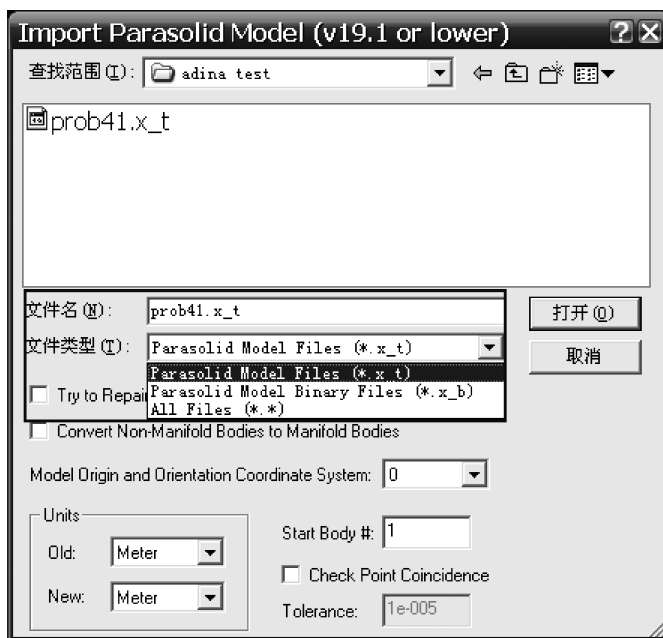 Import Parasolid Model (v19.1 or lower)
查找范围(I): adina test
prob41.x_t
文件名(N): prob41.x_t 打开(O)
文件类型(T): Parasolid Model Files (*.x_t) 取消
Parasolid Model Files (*.x_t)
Try to Repai Parasolid Model Binary Files (*.x_b)
All Files (*.*)
Convert Non-Manifold Bodies to Manifold Bodies
Model Origin and Orientation Coordinate System: 0
Units
Old: Meter
Start Body #: 1
Check Point Coincidence
New: Meter
Tolerance: 1e-005